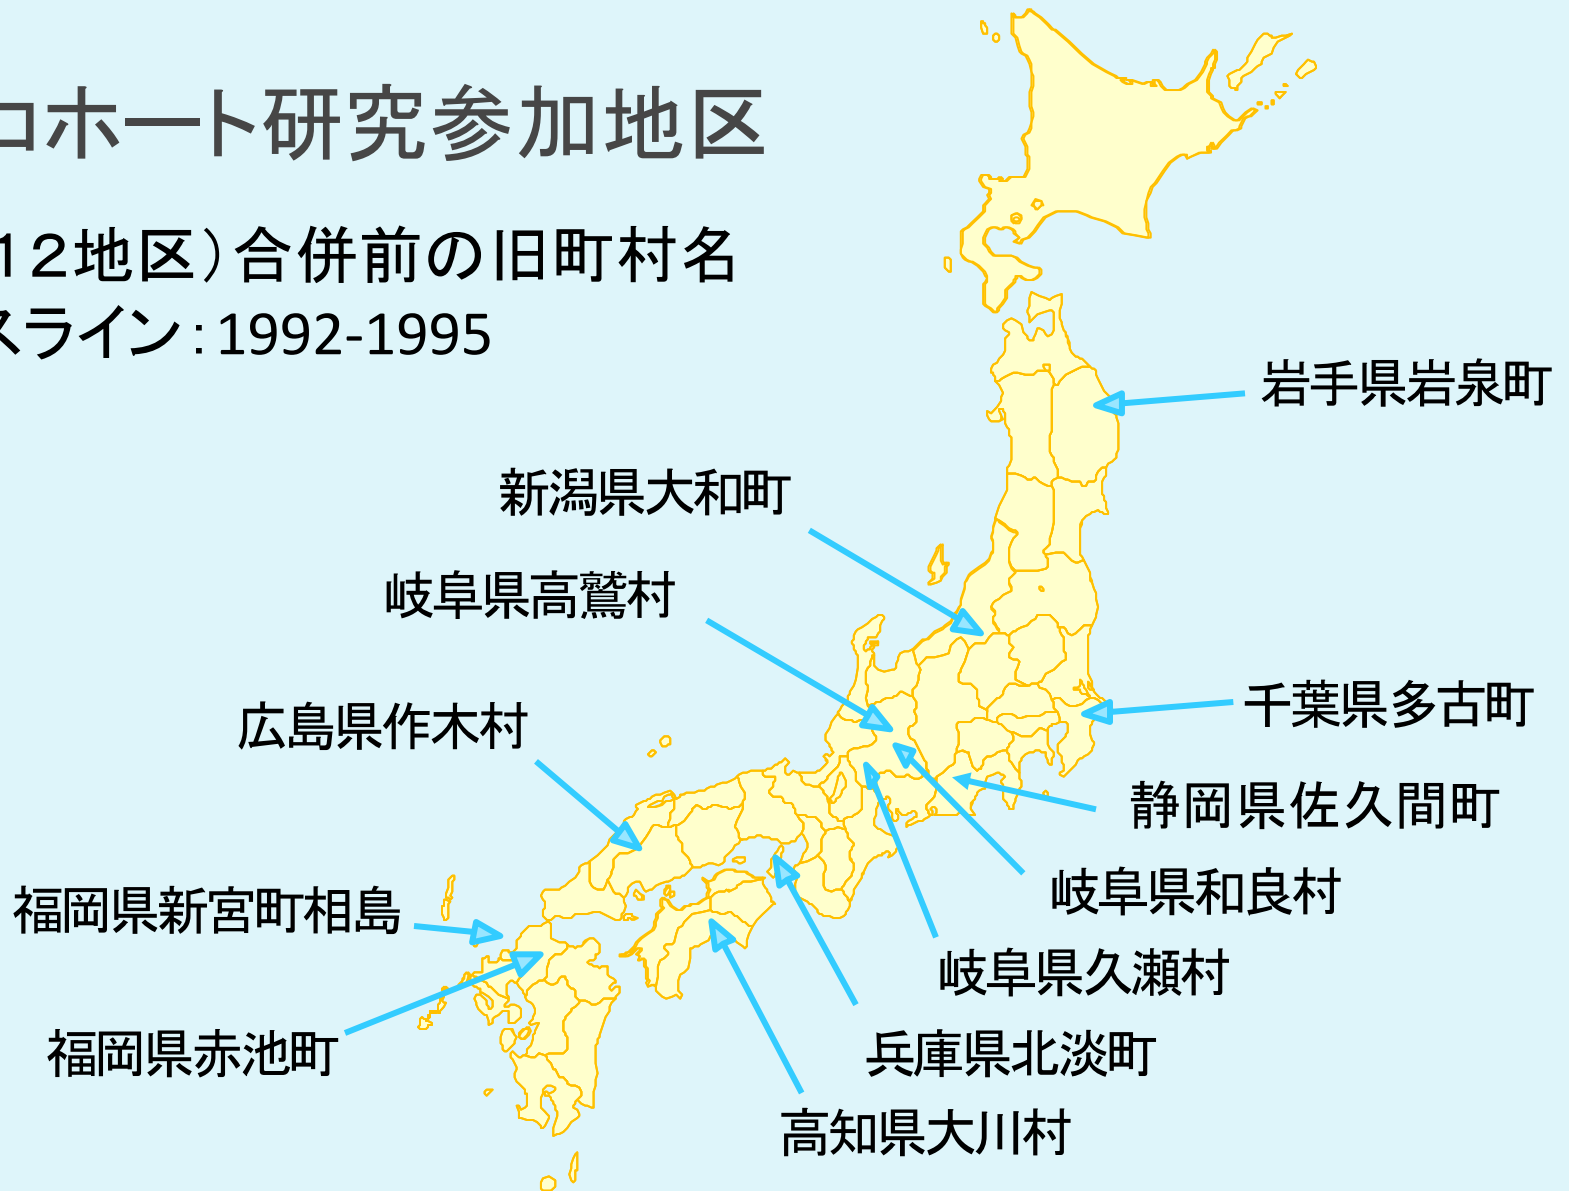 コホート研究参加地区
12地区）合併前の旧町村名
スライン：1992-1995
岩手県岩泉町
新潟県大和町
岐阜県高鷲村
千葉県多古町
広島県作木村
静岡県佐久間町
岐阜県和良村
福岡県新宮町相島
岐阜県久瀬村
福岡県赤池町
兵庫県北淡町
高知県大川村